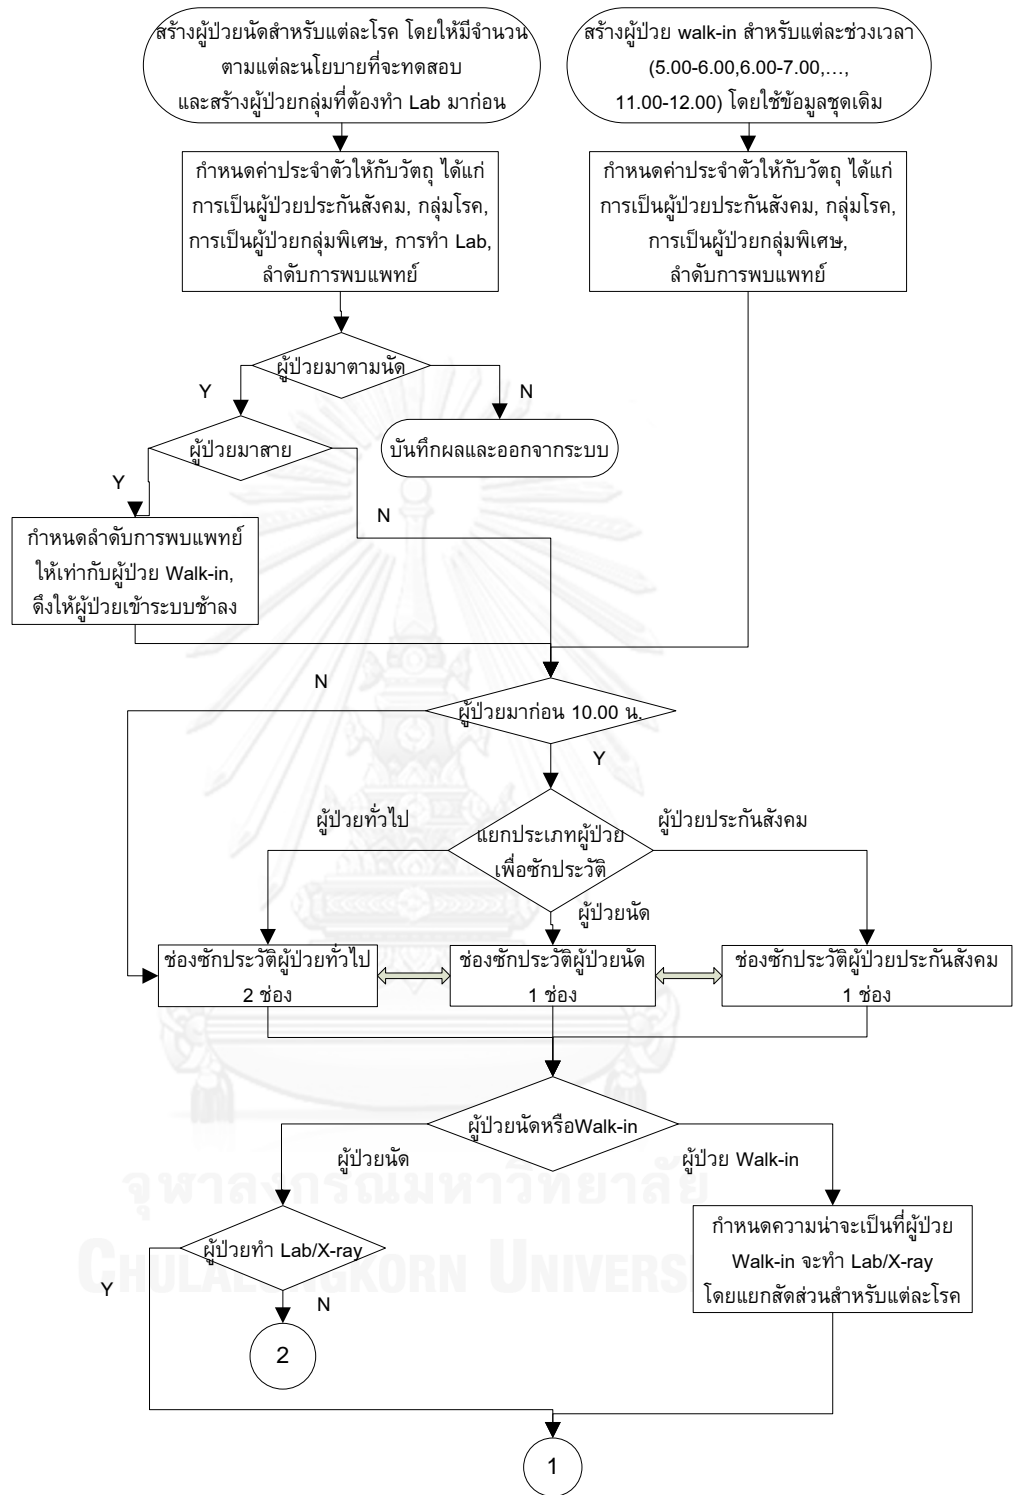 สร้างผู้ป่วยนัดสำหรับแต่ละโรค โดยให้มีจำนวน
ตามแต่ละนโยบายที่จะทดสอบ
และสร้างผู้ป่วยกลุ่มที่ต้องทำ Lab มาก่อน
สร้างผู้ป่วย walk-in สำหรับแต่ละช่วงเวลา
(5.00-6.00,6.00-7.00,…,
11.00-12.00) โดยใช้ข้อมูลชุดเดิม
กำหนดค่าประจำตัวให้กับวัตถุ ได้แก่
การเป็นผู้ป่วยประกันสังคม, กลุ่มโรค,
การเป็นผู้ป่วยกลุ่มพิเศษ, การทำ Lab,
ลำดับการพบแพทย์
กำหนดค่าประจำตัวให้กับวัตถุ ได้แก่
การเป็นผู้ป่วยประกันสังคม, กลุ่มโรค,
การเป็นผู้ป่วยกลุ่มพิเศษ,
ลำดับการพบแพทย์
ผู้ป่วยมาตามนัด
Y
N
ผู้ป่วยมาสาย
บันทึกผลและออกจากระบบ
Y
N
กำหนดลำดับการพบแพทย์
ให้เท่ากับผู้ป่วย Walk-in,
ดึงให้ผู้ป่วยเข้าระบบช้าลง
N
ผู้ป่วยมาก่อน 10.00 น.
Y
ผู้ป่วยทั่วไป
ผู้ป่วยประกันสังคม
แยกประเภทผู้ป่วย
เพื่อซักประวัติ
ผู้ป่วยนัด
ช่องซักประวัติผู้ป่วยทั่วไป
2 ช่อง
ช่องซักประวัติผู้ป่วยนัด
1 ช่อง
ช่องซักประวัติผู้ป่วยประกันสังคม
1 ช่อง
ผู้ป่วยนัดหรือWalk-in
ผู้ป่วยนัด
ผู้ป่วย Walk-in
จุฬาลงกรณ์มหาวิทยาลัย
CHULALONGKORN UNIVERSITY
ผู้ป่วยทำ Lab/X-ray
Y
N
กำหนดความน่าจะเป็นที่ผู้ป่วย
Walk-in จะทำ Lab/X-ray
โดยแยกสัดส่วนสำหรับแต่ละโรค
2
1